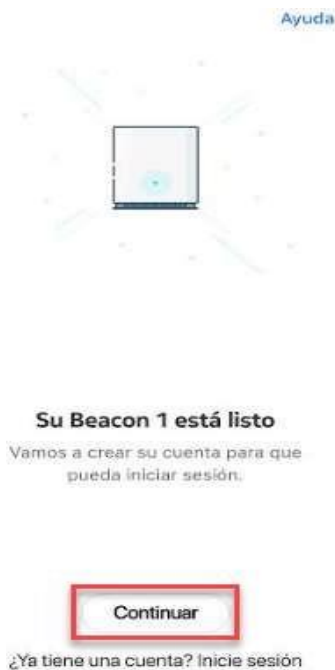 Ayuda
Su Beacon 1 está listo
Vamos a crear su cuenta para que
pueda iniciar sesión.
Continuar
¿Ya tiene una cuenta? Inicie sesión